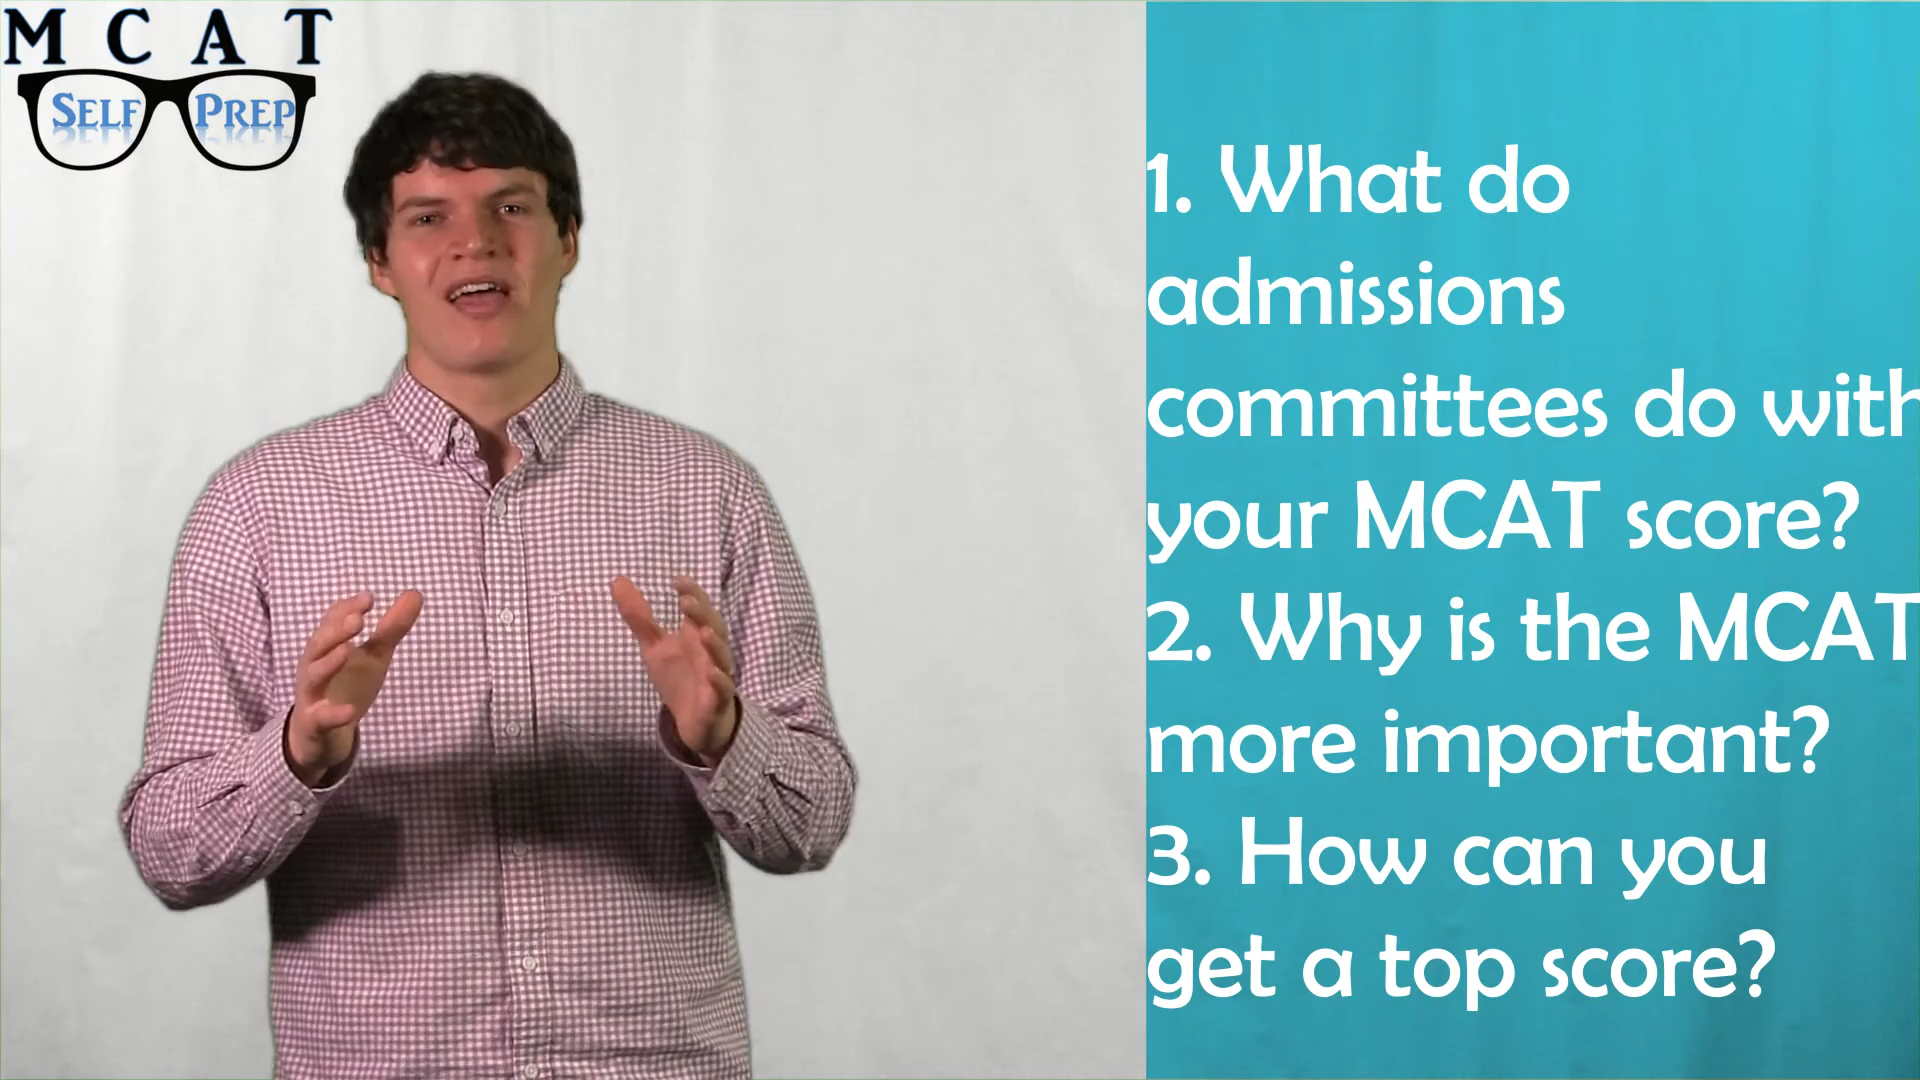 MCAT
SELF PREP
1. What do
admissions
committees do with
your MCAT score?
2. Why is the MCAT
more important?
3. How can you
get a top score?